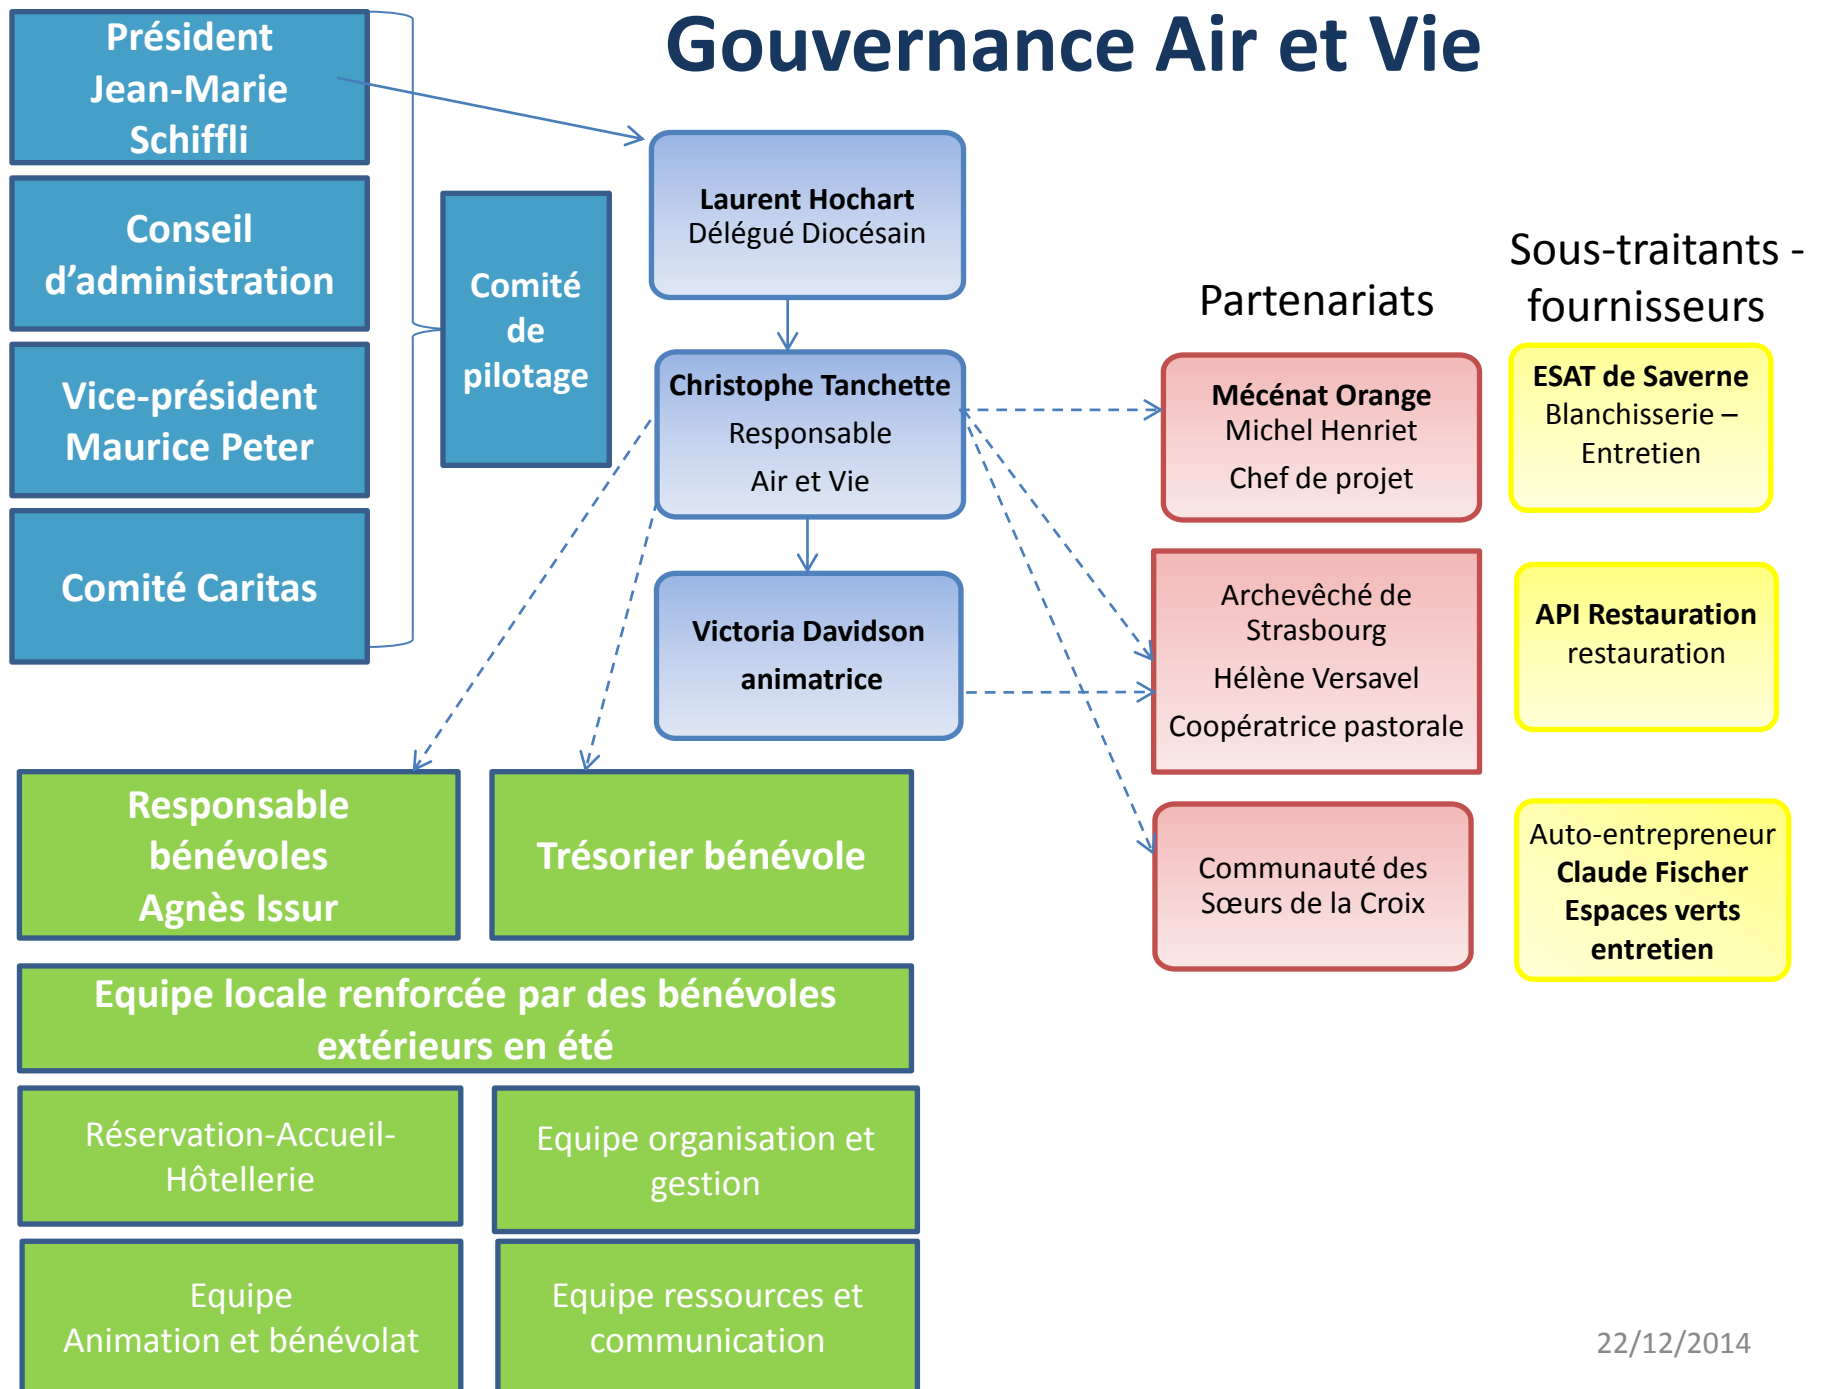 Gouvernance Air et Vie
Président
Jean-Marie
Schiffli
Conseil
d’administration
Vice-président
Maurice Peter
Comité Caritas
Comité
de
pilotage
Laurent Hochart
Délégué Diocésain
Christophe Tanchette
Responsable
Air et Vie
Victoria Davidson
animatrice
Partenariats
Mécénat Orange
Michel Henriet
Chef de projet
Archevêché de
Strasbourg
Hélène Versavel
Coopératrice pastorale
Communauté des
Sœurs de la Croix
Sous-traitants -
fournisseurs
ESAT de Saverne
Blanchisserie –
Entretien
API Restauration
restauration
Auto-entrepreneur
Claude Fischer
Espaces verts
entretien
Responsable
bénévoles
Agnès Issur
Trésorier bénévole
Equipe locale renforcée par des bénévoles
extérieurs en été
Réservation-Accueil-
Hôtellerie
Equipe organisation et
gestion
Equipe
Animation et bénévolat
Equipe ressources et
communication
22/12/2014